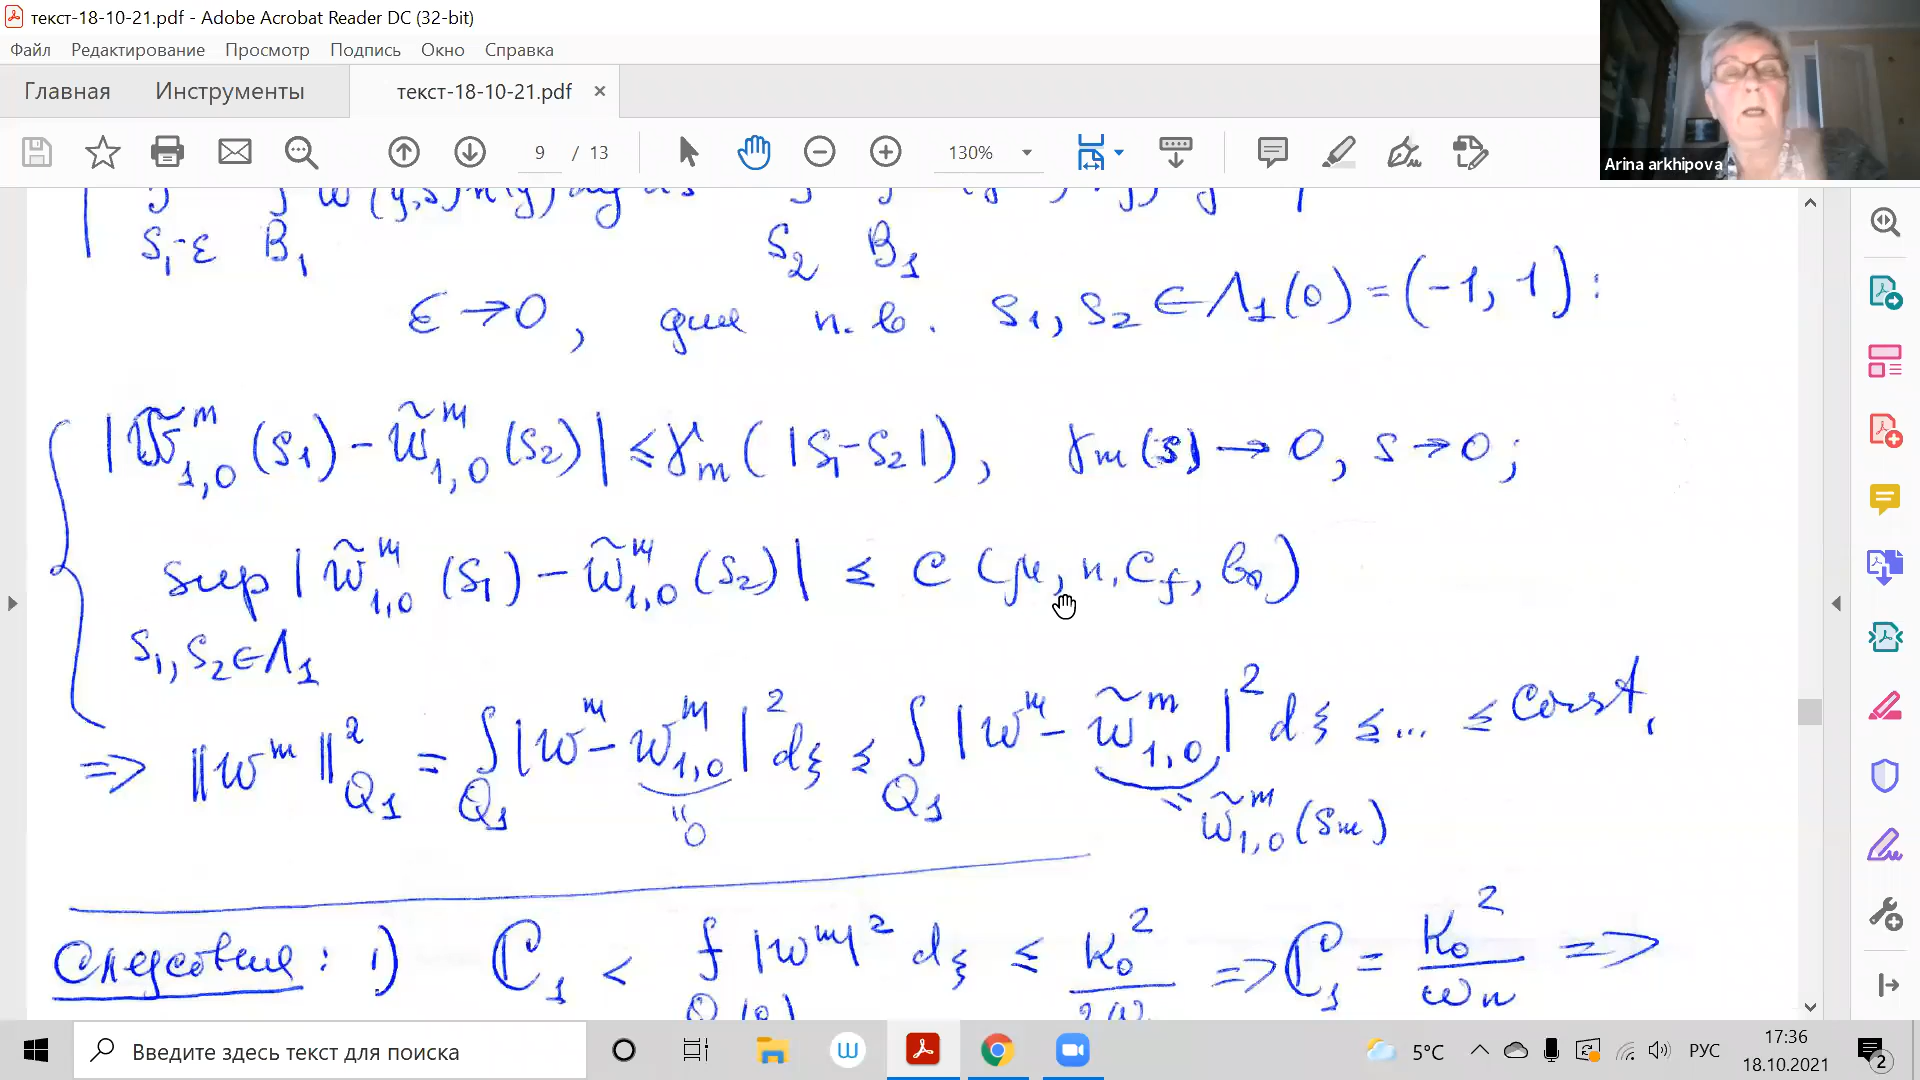 текст-18-10-21.pdf - Adobe Acrobat Reader DC (32-bit)
Файл Редактирование Просмотр Подпись Окно Справка
Главная Инструменты текст-18-10-21.pdf ×
9 / 13 130%
Arina arkhipova
S₁-ε B₁ S₂ B₁
ε → 0, для п.в. s₁, s₂ ∈ Λ₁(0) = (-1, 1) :
|w̃ᵐ₁,₀ (s₁) - w̃ᵐ₁,₀ (s₂)| ≤ γₘ (|s₁-s₂|), γₘ(s) → 0, s → 0;
sup |w̃ᵐ₁,₀ (s₁) - w̃ᵐ₁,₀ (s₂)| ≤ C (μ, n, C_f, b₀)
s₁, s₂ ∈ Λ₁
=> ‖wᵐ‖²_Q₁ = ∫_Q₁ |wᵐ - wᵐ₁,₀|² dξ ≤ ∫_Q₁ |wᵐ - w̃ᵐ₁,₀|² dξ ≤ ... ≤ const.
"0 = w̃ᵐ₁,₀(sₘ)
Следствия: 1) C₁ < ⨍ |wᵐ|² dξ ≤ K₀² => C₁ = K₀²/ωₙ =>
Введите здесь текст для поиска
5°C РУС 17:36
18.10.2021
2